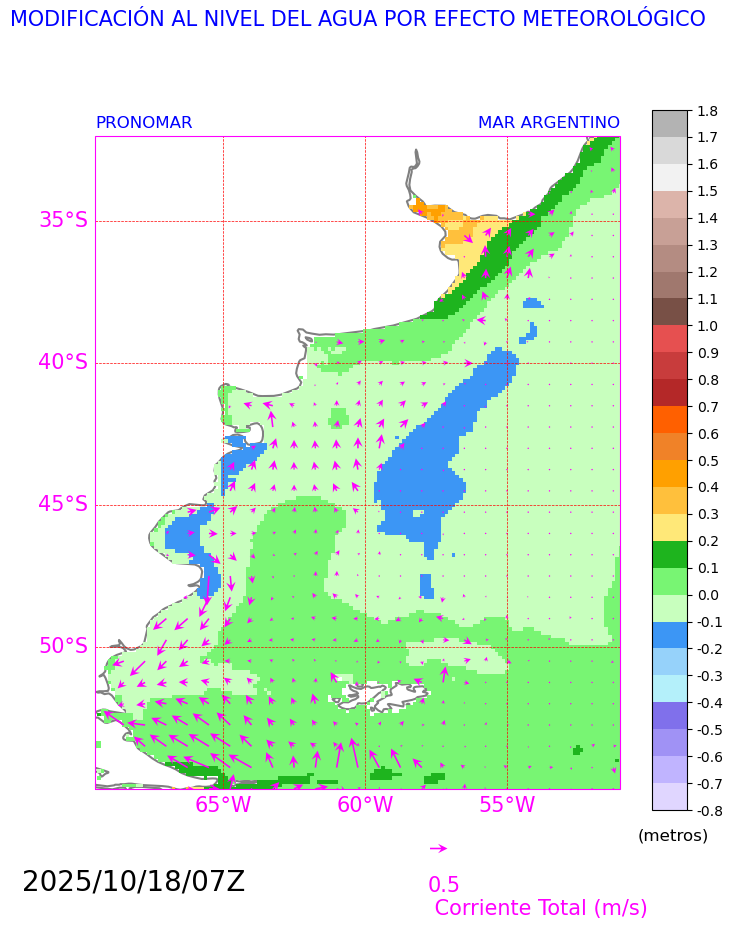 MODIFICACIÓN AL NIVEL DEL AGUA POR EFECTO METEOROLÓGICO
PRONOMAR
MAR ARGENTINO
35°S
40°S
45°S
50°S
65°W
60°W
55°W
1.8
1.7
1.6
1.5
1.4
1.3
1.2
1.1
1.0
0.9
0.8
0.7
0.6
0.5
0.4
0.3
0.2
0.1
0.0
-0.1
-0.2
-0.3
-0.4
-0.5
-0.6
-0.7
-0.8
(metros)
2025/10/18/07Z
0.5
Corriente Total (m/s)